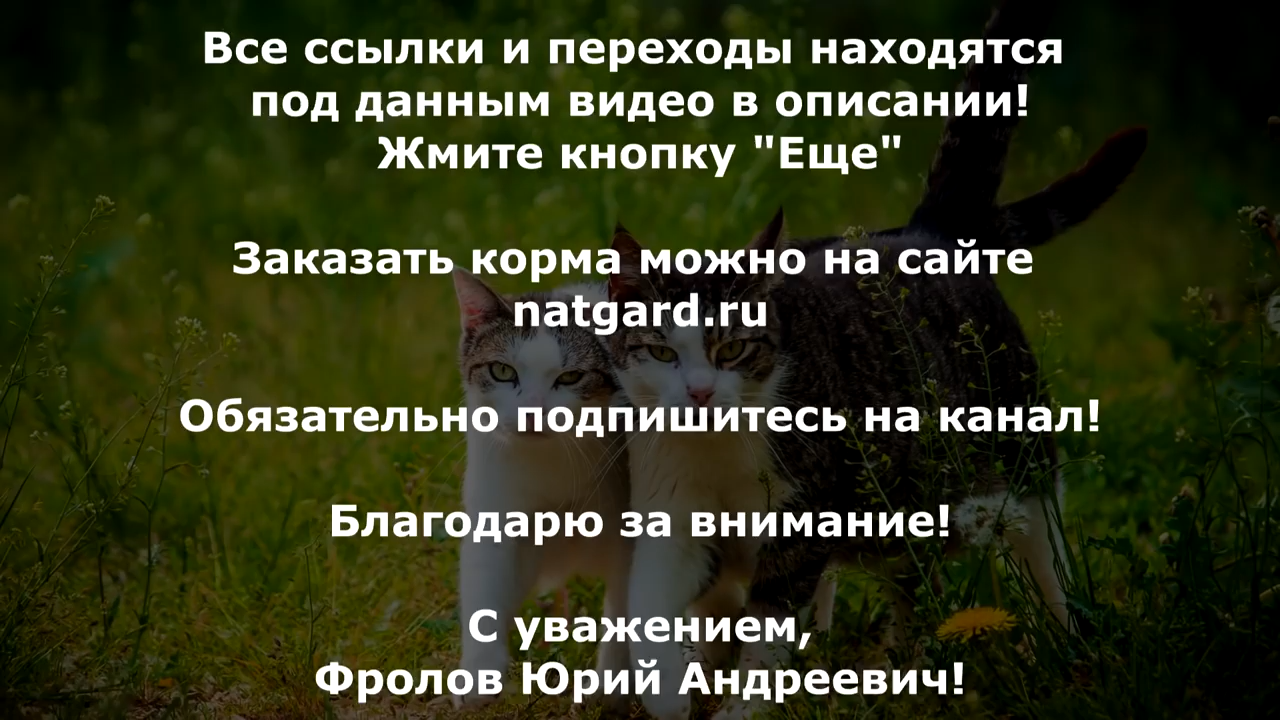 Все ссылки и переходы находятся
под данным видео в описании!
Жмите кнопку "Еще"
Заказать корма можно на сайте
natgard.ru
Обязательно подпишитесь на канал!
Благодарю за внимание!
С уважением,
Фролов Юрий Андреевич!